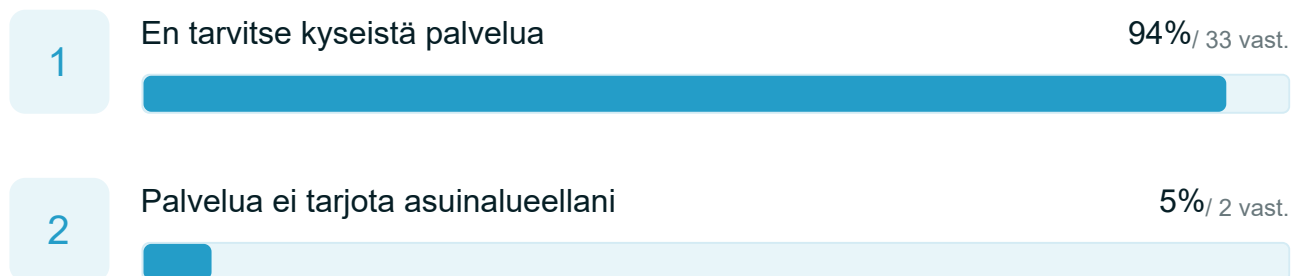 1 En tarvitse kyseistä palvelua 94% / 33 vast.
2 Palvelua ei tarjota asuinalueellani 5% / 2 vast.